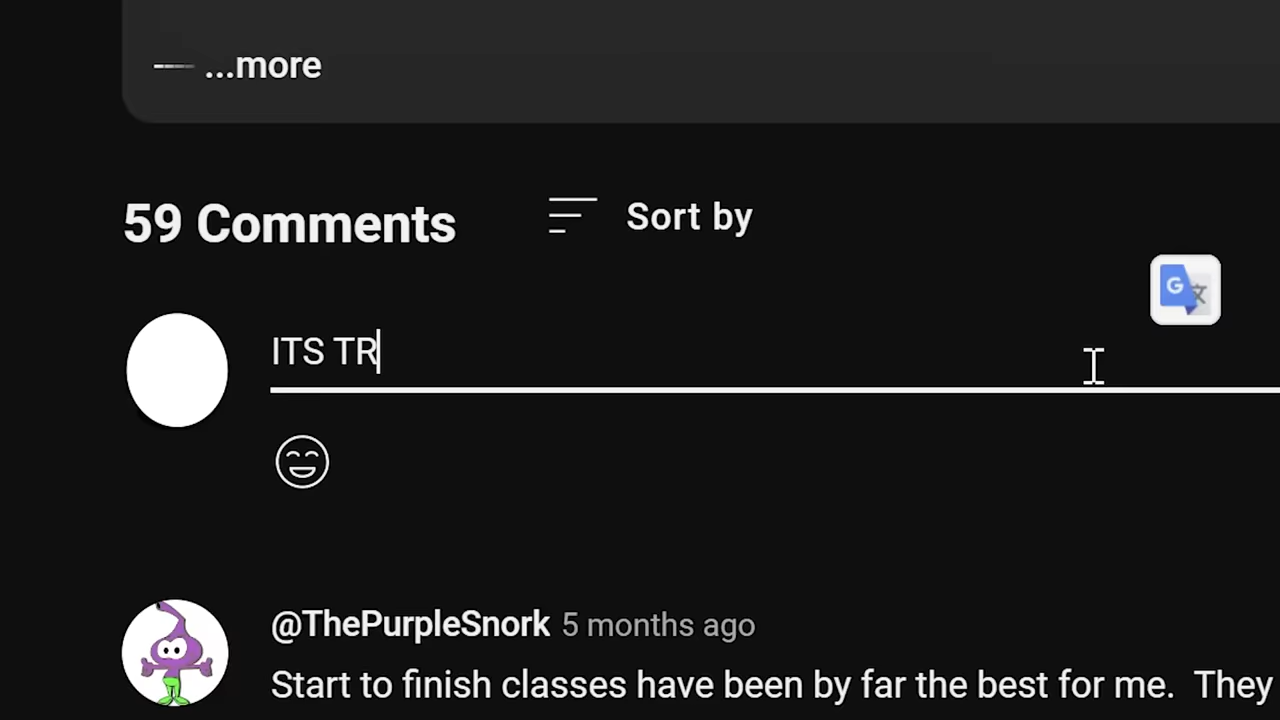 ...more
59 Comments
Sort by
ITS TR
@ThePurpleSnork 5 months ago
Start to finish classes have been by far the best for me. They